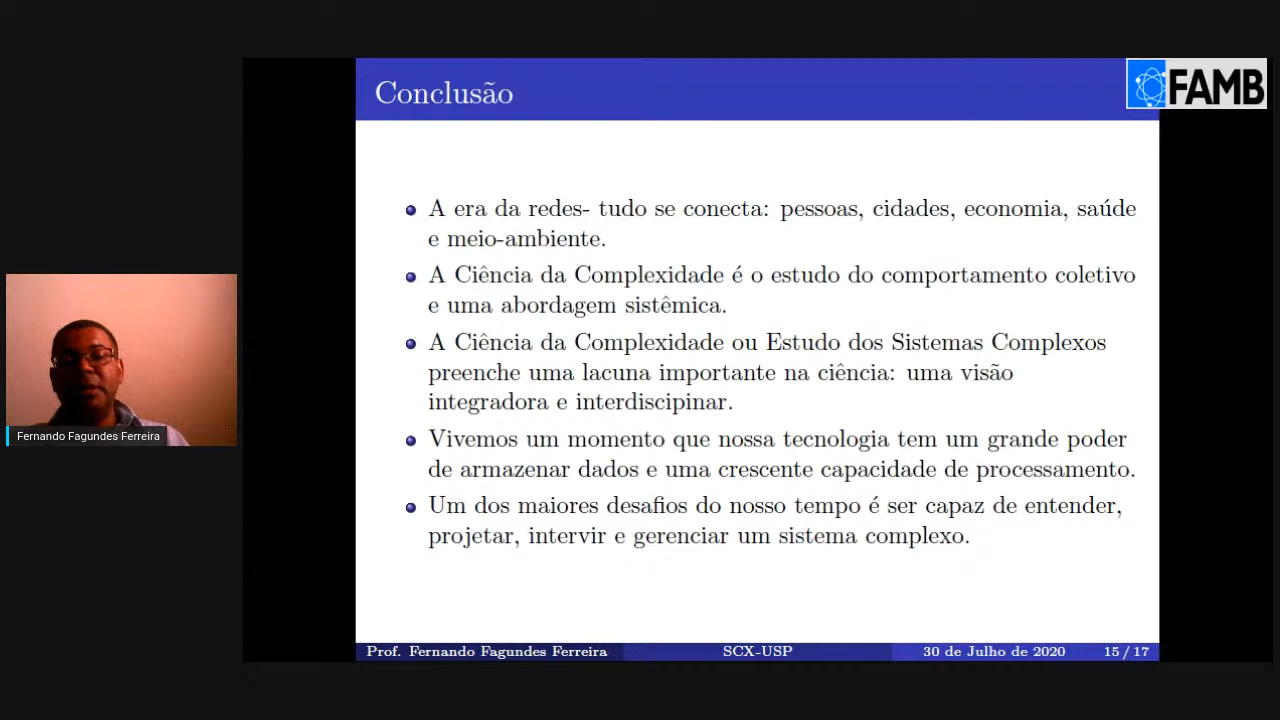 Conclusão
FAMB
A era da redes- tudo se conecta: pessoas, cidades, economia, saúde
e meio-ambiente.
A Ciência da Complexidade é o estudo do comportamento coletivo
e uma abordagem sistêmica.
A Ciência da Complexidade ou Estudo dos Sistemas Complexos
preenche uma lacuna importante na ciência: uma visão
integradora e interdiscipinar.
Vivemos um momento que nossa tecnologia tem um grande poder
de armazenar dados e uma crescente capacidade de processamento.
Um dos maiores desafios do nosso tempo é ser capaz de entender,
projetar, intervir e gerenciar um sistema complexo.
Fernando Fagundes Ferreira
Prof. Fernando Fagundes Ferreira SCX-USP 30 de Julho de 2020 15 / 17